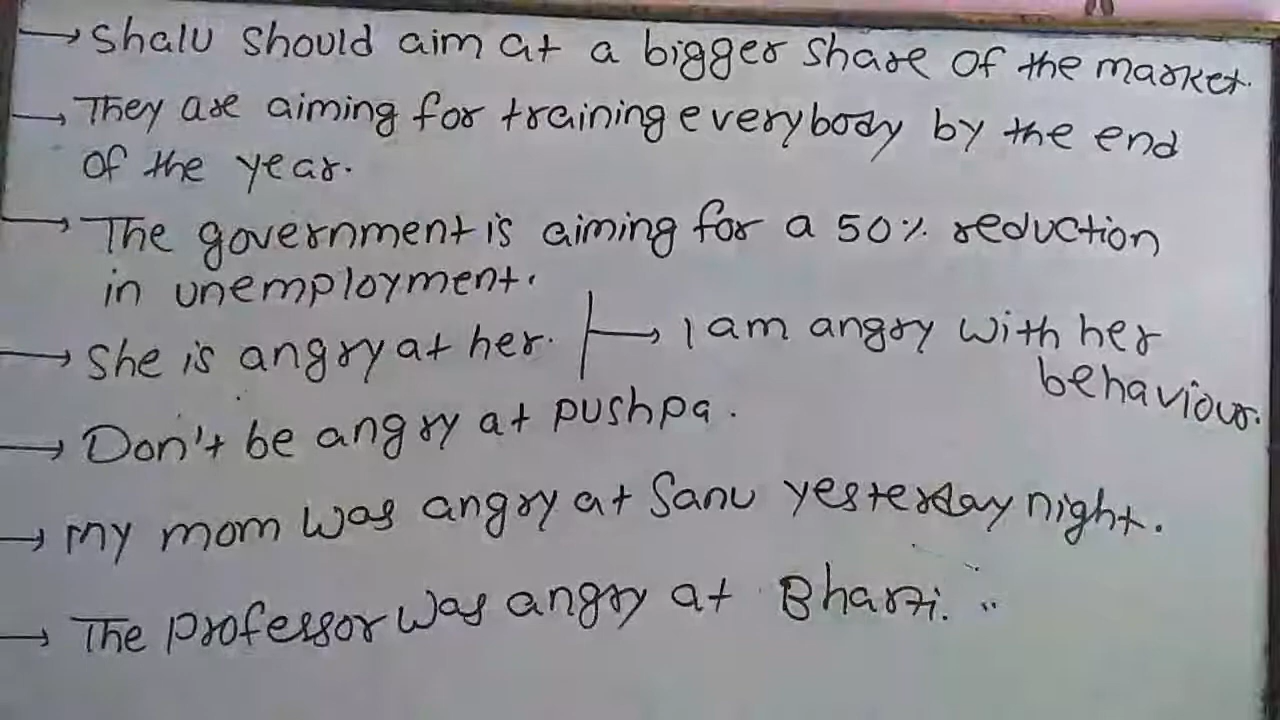 → Shalu should aim at a bigger share of the market.
→ They are aiming for training everybody by the end
of the year.
→ The government is aiming for a 50% reduction
in unemployment.
→ She is angry at her. → I am angry with her
behaviour.
→ Don't be angry at pushpa.
→ My mom was angry at Sanu yesterday night.
→ The professor was angry at Bharti.